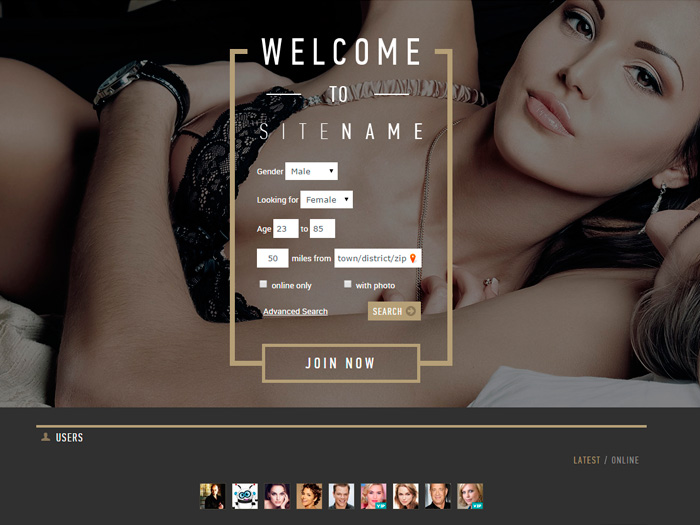 WELCOME
TO
SITENAME
Gender Male
Looking for Female
Age 23 to 85
50 miles from town/district/zip
online only with photo
Advanced Search SEARCH
JOIN NOW
USERS
LATEST / ONLINE
VIP VIP